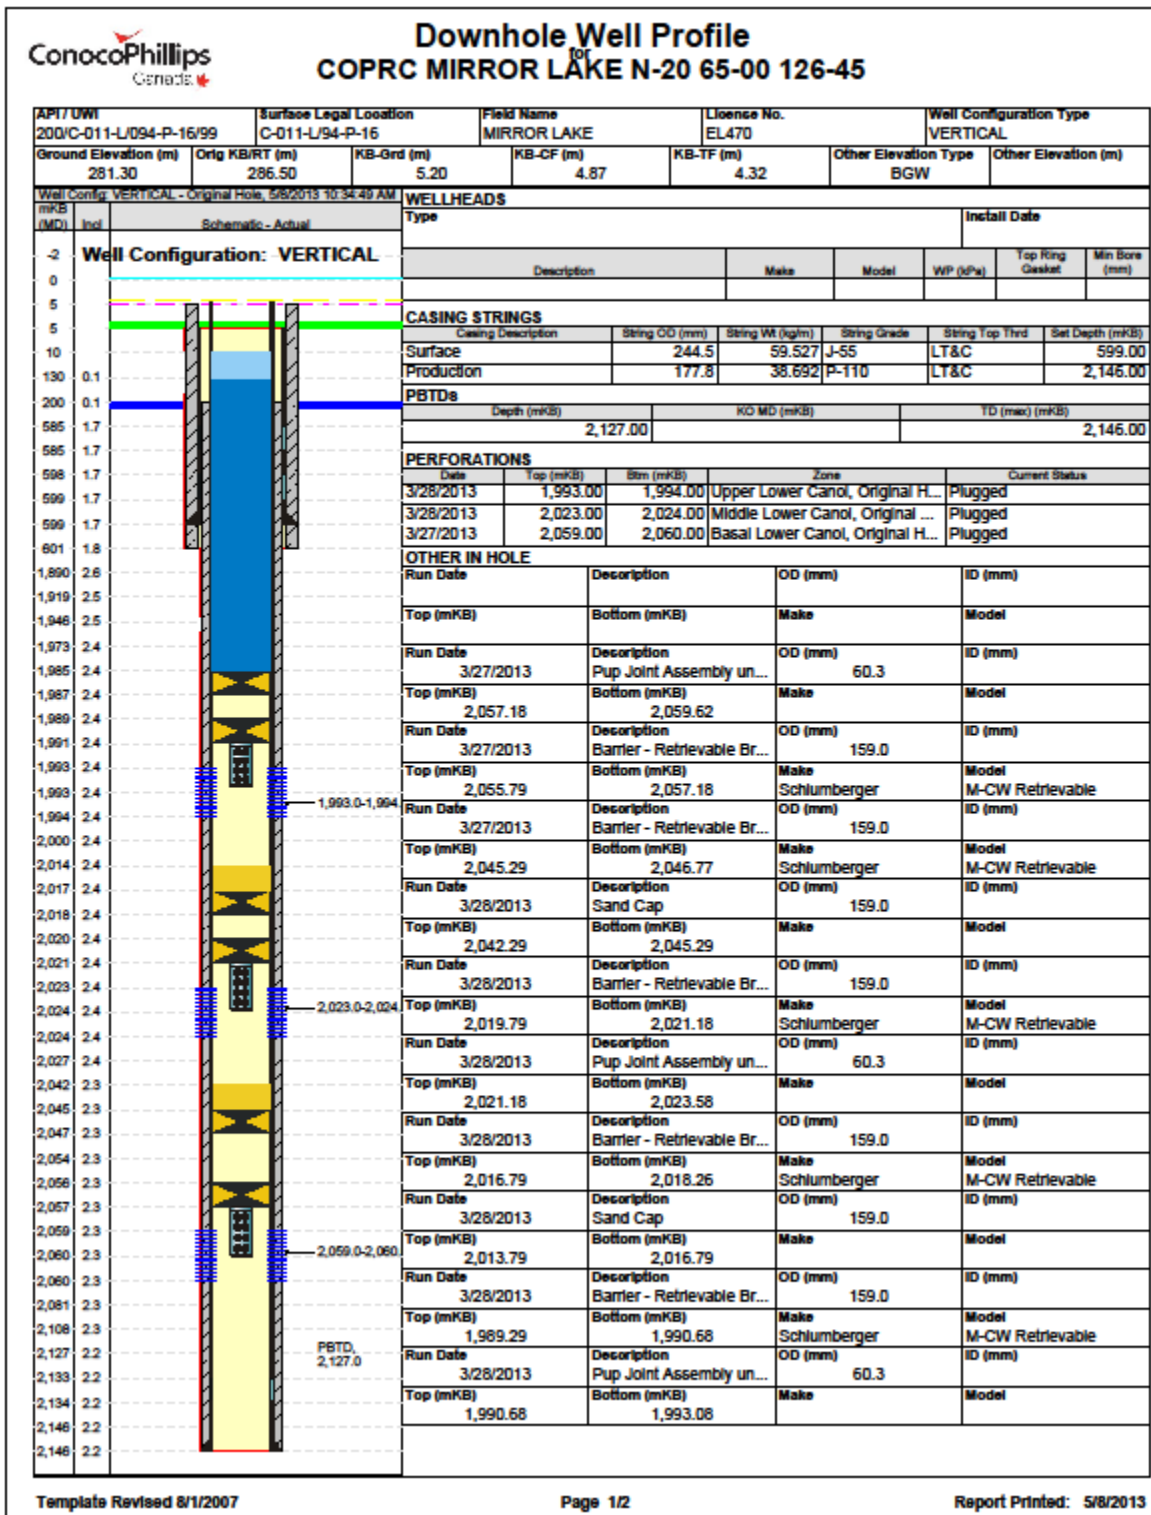 ConocoPhillips
Canada
Downhole Well Profile
for
COPRC MIRROR LAKE N-20 65-00 126-45
API / UWI Surface Legal Location Field Name License No. Well Configuration Type
200/C-011-L/094-P-16/99 C-011-L/94-P-16 MIRROR LAKE EL470 VERTICAL
Ground Elevation (m) Orig KB/RT (m) KB-Grd (m) KB-CF (m) KB-TF (m) Other Elevation Type Other Elevation (m)
281.30 286.50 5.20 4.87 4.32 BGW
Well Config: VERTICAL - Original Hole, 5/8/2013 10:34:49 AM
mKB (MD) Incl Schematic - Actual
Well Configuration: VERTICAL
-2
0
5
5
10
130 0.1
200 0.1
585 1.7
585 1.7
598 1.7
599 1.7
599 1.7
601 1.8
1,890 2.6
1,919 2.5
1,946 2.5
1,973 2.4
1,985 2.4
1,987 2.4
1,989 2.4
1,991 2.4
1,993 2.4
1,993 2.4
1,994 2.4
2,000 2.4
2,014 2.4
2,017 2.4
2,018 2.4
2,020 2.4
2,021 2.4
2,023 2.4
2,024 2.4
2,024 2.4
2,027 2.4
2,042 2.3
2,045 2.3
2,047 2.3
2,054 2.3
2,056 2.3
2,057 2.3
2,059 2.3
2,060 2.3
2,060 2.3
2,081 2.3
2,108 2.3
2,127 2.2
2,133 2.2
2,134 2.2
2,146 2.2
2,146 2.2
1,993.0-1,994.
2,023.0-2,024.
2,059.0-2,060.
PBTD,
2,127.0
WELLHEADS
Type Install Date
Description Make Model WP (kPa) Top Ring Gasket Min Bore (mm)
CASING STRINGS
Casing Description String OD (mm) String Wt (kg/m) String Grade String Top Thrd Set Depth (mKB)
Surface 244.5 59.527 J-55 LT&C 599.00
Production 177.8 38.692 P-110 LT&C 2,146.00
PBTDs
Depth (mKB) KO MD (mKB) TD (max) (mKB)
2,127.00 2,146.00
PERFORATIONS
Date Top (mKB) Btm (mKB) Zone Current Status
3/28/2013 1,993.00 1,994.00 Upper Lower Canol, Original H... Plugged
3/28/2013 2,023.00 2,024.00 Middle Lower Canol, Original ... Plugged
3/27/2013 2,059.00 2,060.00 Basal Lower Canol, Original H... Plugged
OTHER IN HOLE
Run Date Description OD (mm) ID (mm)
Top (mKB) Bottom (mKB) Make Model
Run Date Description OD (mm) ID (mm)
3/27/2013 Pup Joint Assembly un... 60.3
Top (mKB) Bottom (mKB) Make Model
2,057.18 2,059.62
Run Date Description OD (mm) ID (mm)
3/27/2013 Barrier - Retrievable Br... 159.0
Top (mKB) Bottom (mKB) Make Model
2,055.79 2,057.18 Schlumberger M-CW Retrievable
Run Date Description OD (mm) ID (mm)
3/27/2013 Barrier - Retrievable Br... 159.0
Top (mKB) Bottom (mKB) Make Model
2,045.29 2,046.77 Schlumberger M-CW Retrievable
Run Date Description OD (mm) ID (mm)
3/28/2013 Sand Cap 159.0
Top (mKB) Bottom (mKB) Make Model
2,042.29 2,045.29
Run Date Description OD (mm) ID (mm)
3/28/2013 Barrier - Retrievable Br... 159.0
Top (mKB) Bottom (mKB) Make Model
2,019.79 2,021.18 Schlumberger M-CW Retrievable
Run Date Description OD (mm) ID (mm)
3/28/2013 Pup Joint Assembly un... 60.3
Top (mKB) Bottom (mKB) Make Model
2,021.18 2,023.58
Run Date Description OD (mm) ID (mm)
3/28/2013 Barrier - Retrievable Br... 159.0
Top (mKB) Bottom (mKB) Make Model
2,016.79 2,018.26 Schlumberger M-CW Retrievable
Run Date Description OD (mm) ID (mm)
3/28/2013 Sand Cap 159.0
Top (mKB) Bottom (mKB) Make Model
2,013.79 2,016.79
Run Date Description OD (mm) ID (mm)
3/28/2013 Barrier - Retrievable Br... 159.0
Top (mKB) Bottom (mKB) Make Model
1,989.29 1,990.68 Schlumberger M-CW Retrievable
Run Date Description OD (mm) ID (mm)
3/28/2013 Pup Joint Assembly un... 60.3
Top (mKB) Bottom (mKB) Make Model
1,990.68 1,993.08
Template Revised 8/1/2007 Page 1/2 Report Printed: 5/8/2013